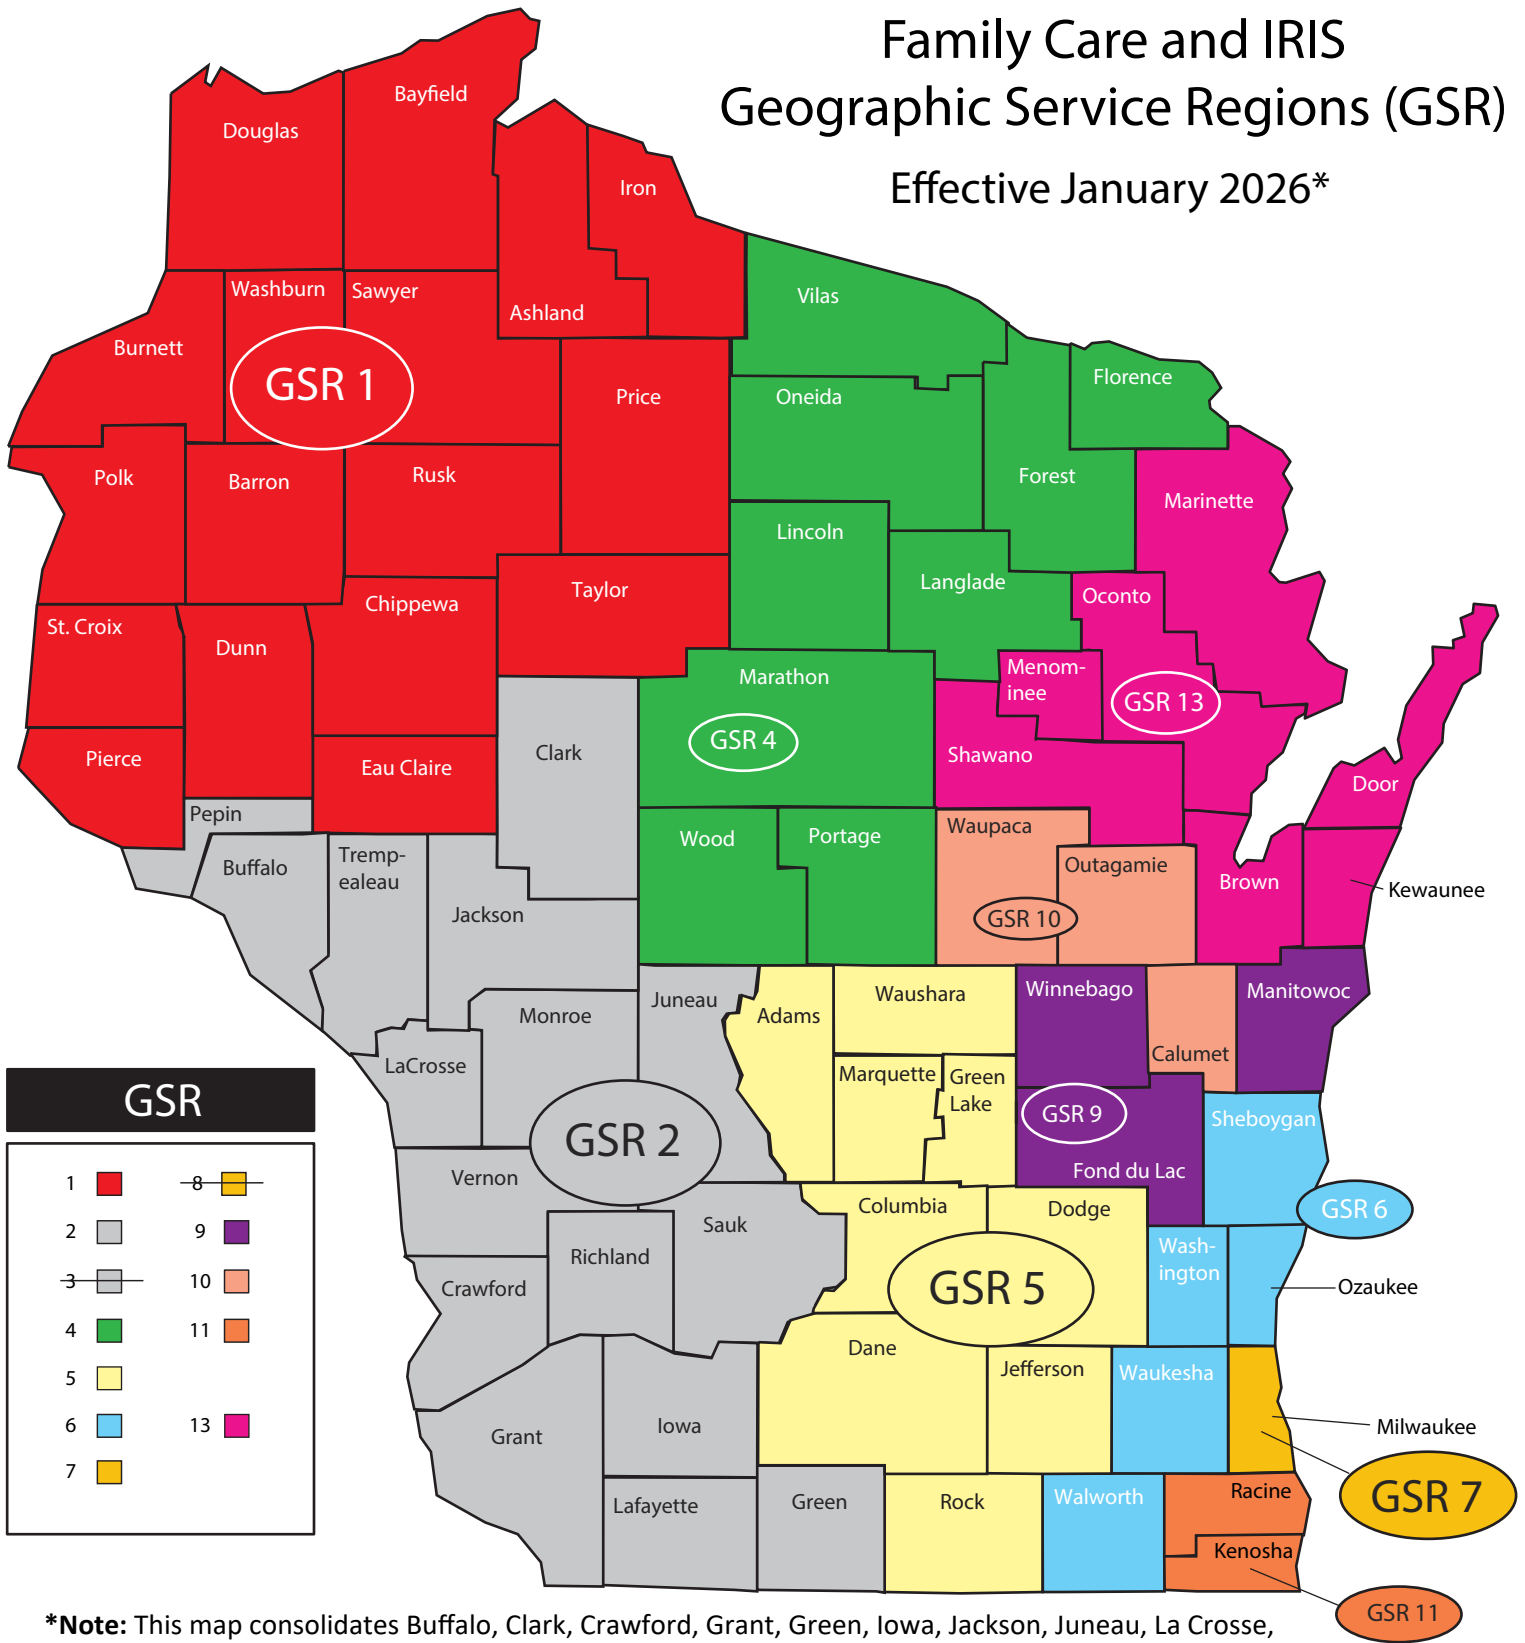 Family Care and IRIS
Geographic Service Regions (GSR)
Effective January 2026*
Bayfield
Douglas
Iron
Washburn
Sawyer
Ashland
Vilas
Burnett
GSR 1
Price
Oneida
Florence
Polk
Barron
Rusk
Forest
Marinette
Lincoln
Langlade
Taylor
Chippewa
Oconto
St. Croix
Dunn
Marathon
Menom-
inee
GSR 13
GSR 4
Clark
Pierce
Eau Claire
Shawano
Door
Pepin
Wood
Portage
Waupaca
Buffalo
Tremp-
ealeau
Outagamie
Brown
Kewaunee
Jackson
GSR 10
Juneau
Waushara
Winnebago
Manitowoc
Monroe
Adams
Calumet
LaCrosse
Marquette
Green
Lake
GSR 2
GSR 9
Sheboygan
Vernon
Fond du Lac
GSR 6
Columbia
Dodge
Sauk
Richland
Wash-
ington
Crawford
GSR 5
Ozaukee
Dane
Jefferson
Waukesha
Grant
Iowa
Milwaukee
GSR 7
Lafayette
Green
Rock
Walworth
Racine
Kenosha
GSR 11
GSR
1
2
3
4
5
6
7
8
9
10
11
13
*Note: This map consolidates Buffalo, Clark, Crawford, Grant, Green, Iowa, Jackson, Juneau, La Crosse,